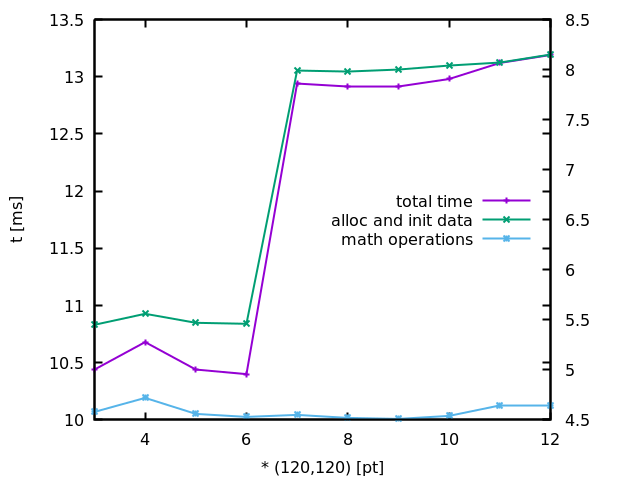 13.5
13
12.5
12
11.5
11
10.5
10
t [ms]
8.5
8
7.5
7
6.5
6
5.5
5
4.5
total time
alloc and init data
math operations
4 6 8 10 12
* (120,120) [pt]